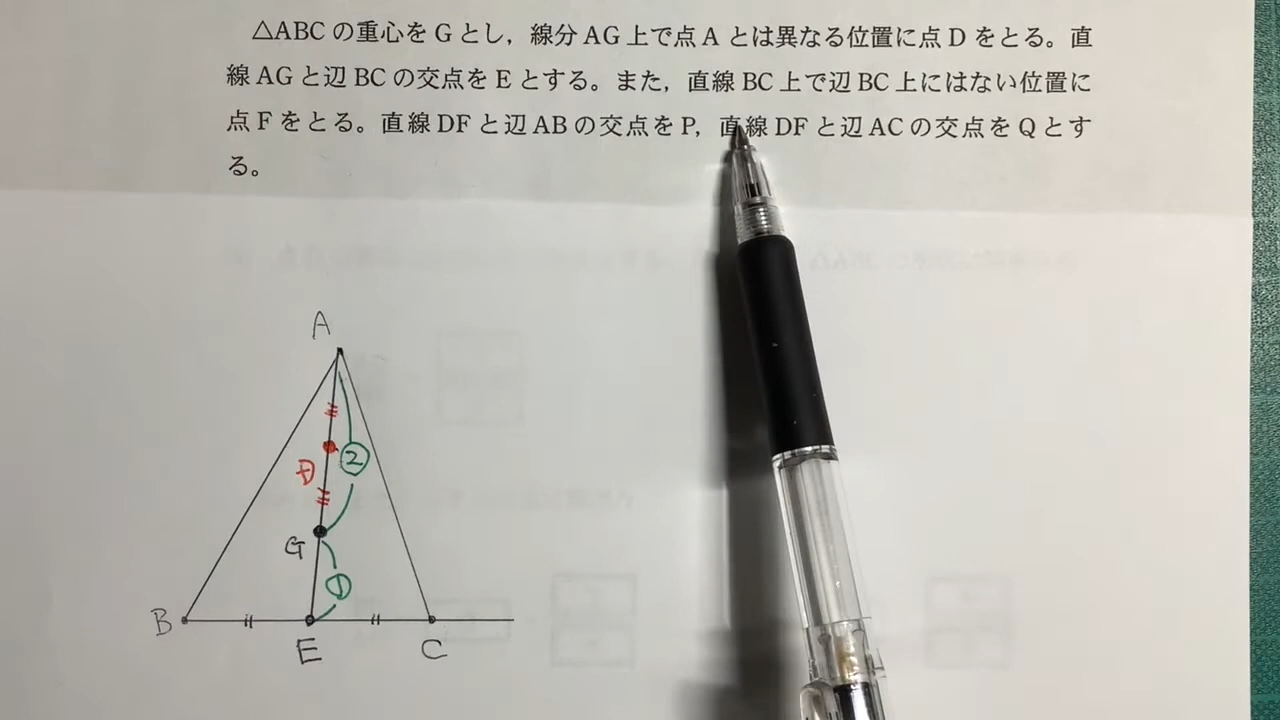 △ABCの重心をGとし，線分AG上で点Aとは異なる位置に点Dをとる。直
線AGと辺BCの交点をEとする。また，直線BC上で辺BC上にはない位置に
点Fをとる。直線DFと辺ABの交点をP，直線DFと辺ACの交点をQとす
る。
A
D
②
G
①
B
E
C